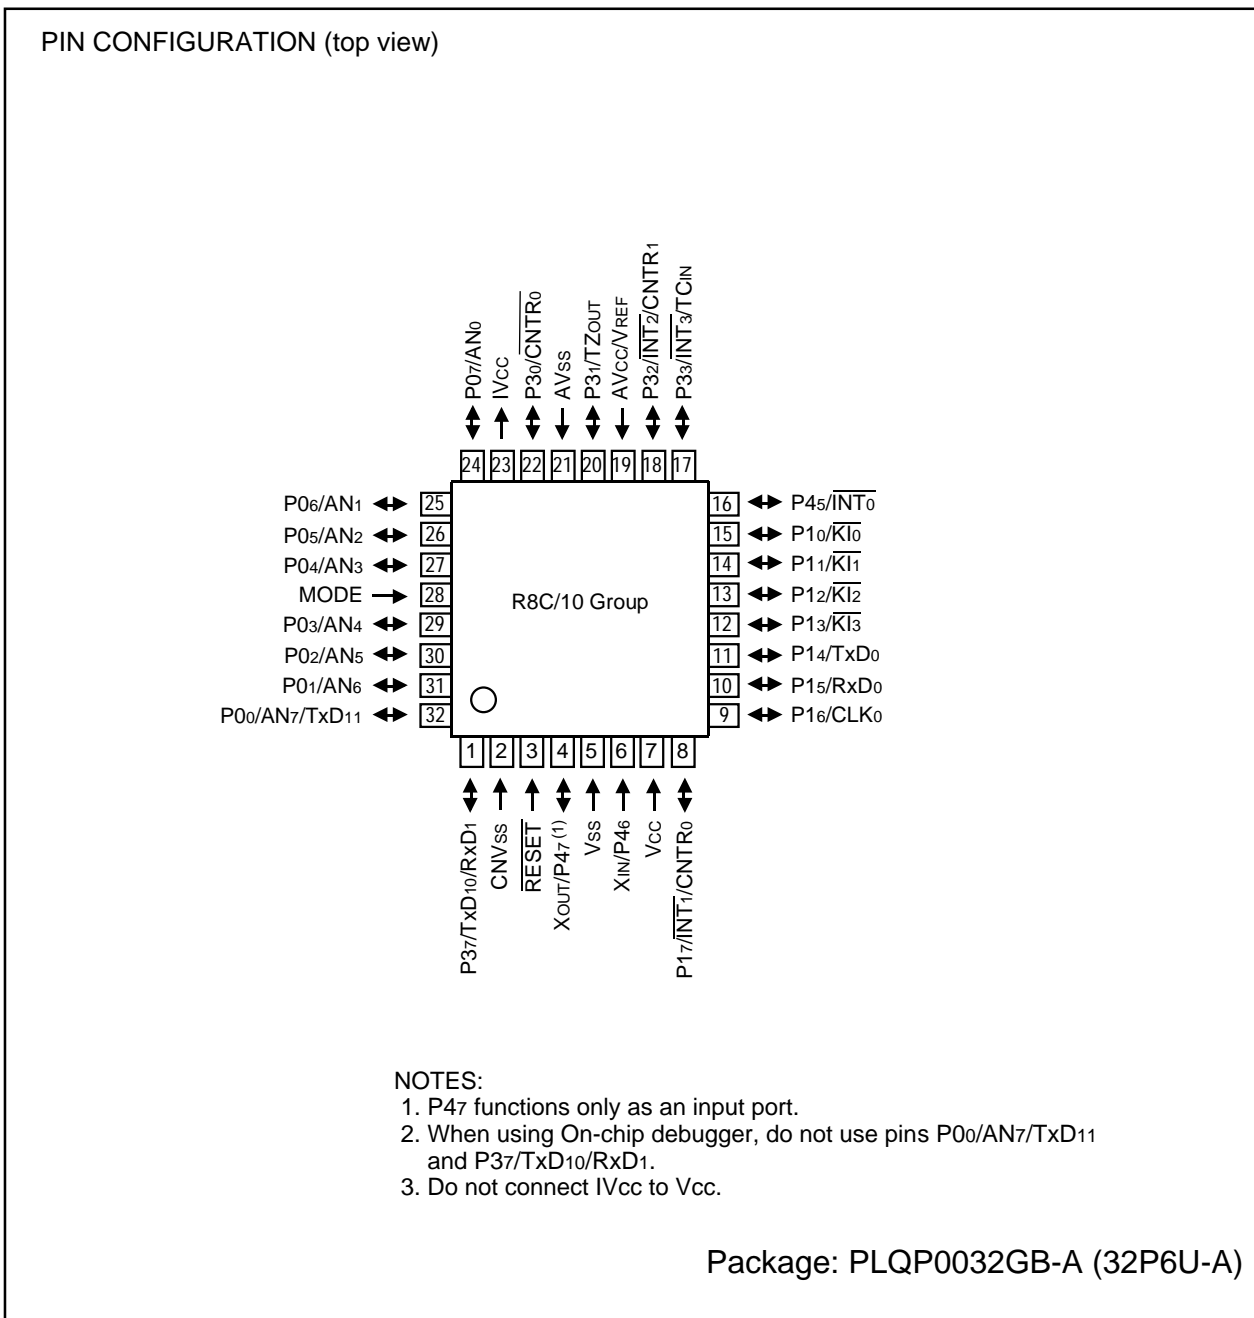 PIN CONFIGURATION (top view)
P07/AN0
IVCC
P30/CNTR0
AVSS
P31/TZOUT
AVCC/VREF
P32/INT2/CNTR1
P33/INT3/TCIN
24 23 22 21 20 19 18 17
P06/AN1 25
P05/AN2 26
P04/AN3 27
MODE 28
P03/AN4 29
P02/AN5 30
P01/AN6 31
P00/AN7/TxD11 32
R8C/10 Group
16 P45/INT0
15 P10/KI0
14 P11/KI1
13 P12/KI2
12 P13/KI3
11 P14/TxD0
10 P15/RxD0
9 P16/CLK0
1 2 3 4 5 6 7 8
P37/TxD10/RxD1
CNVSS
RESET
XOUT/P47 (1)
VSS
XIN/P46
VCC
P17/INT1/CNTR0
NOTES:
1. P47 functions only as an input port.
2. When using On-chip debugger, do not use pins P00/AN7/TxD11
and P37/TxD10/RxD1.
3. Do not connect IVcc to Vcc.
Package: PLQP0032GB-A (32P6U-A)